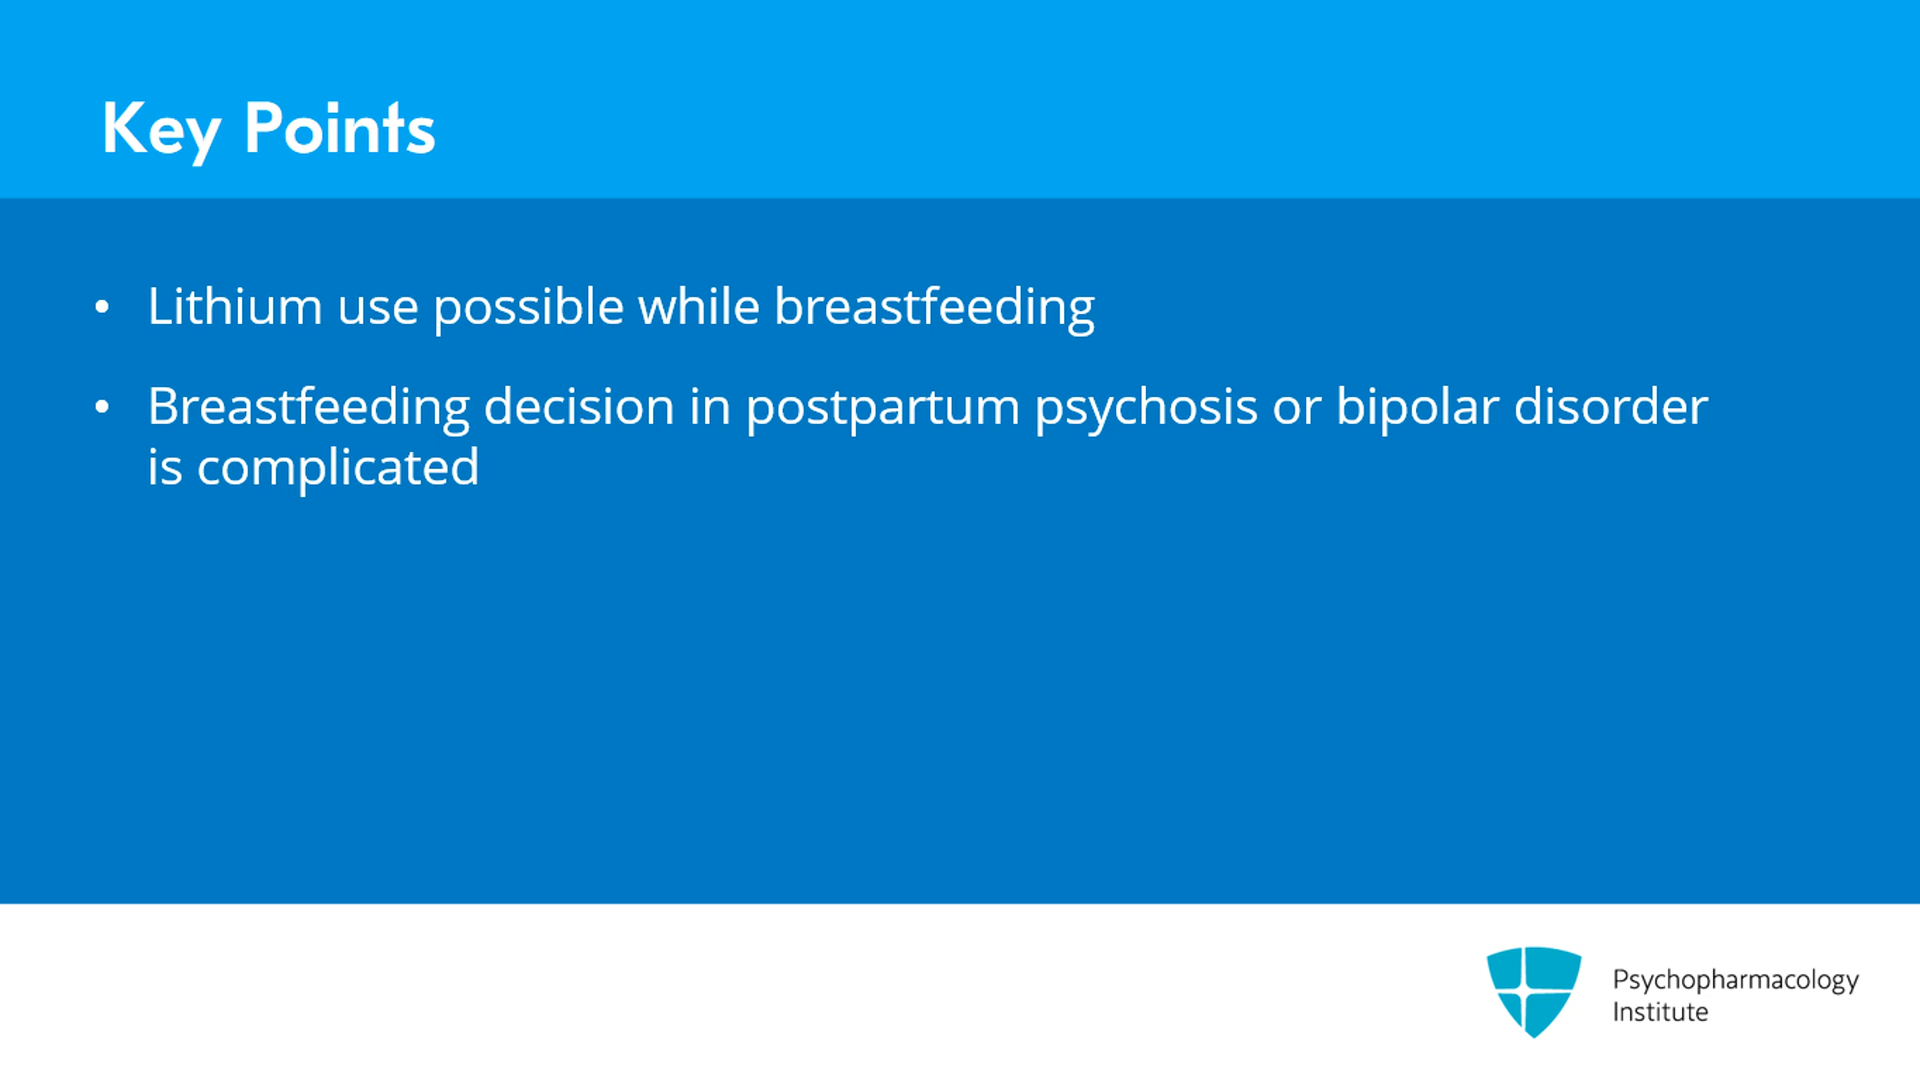 Key Points
• Lithium use possible while breastfeeding
• Breastfeeding decision in postpartum psychosis or bipolar disorder
is complicated
Psychopharmacology
Institute